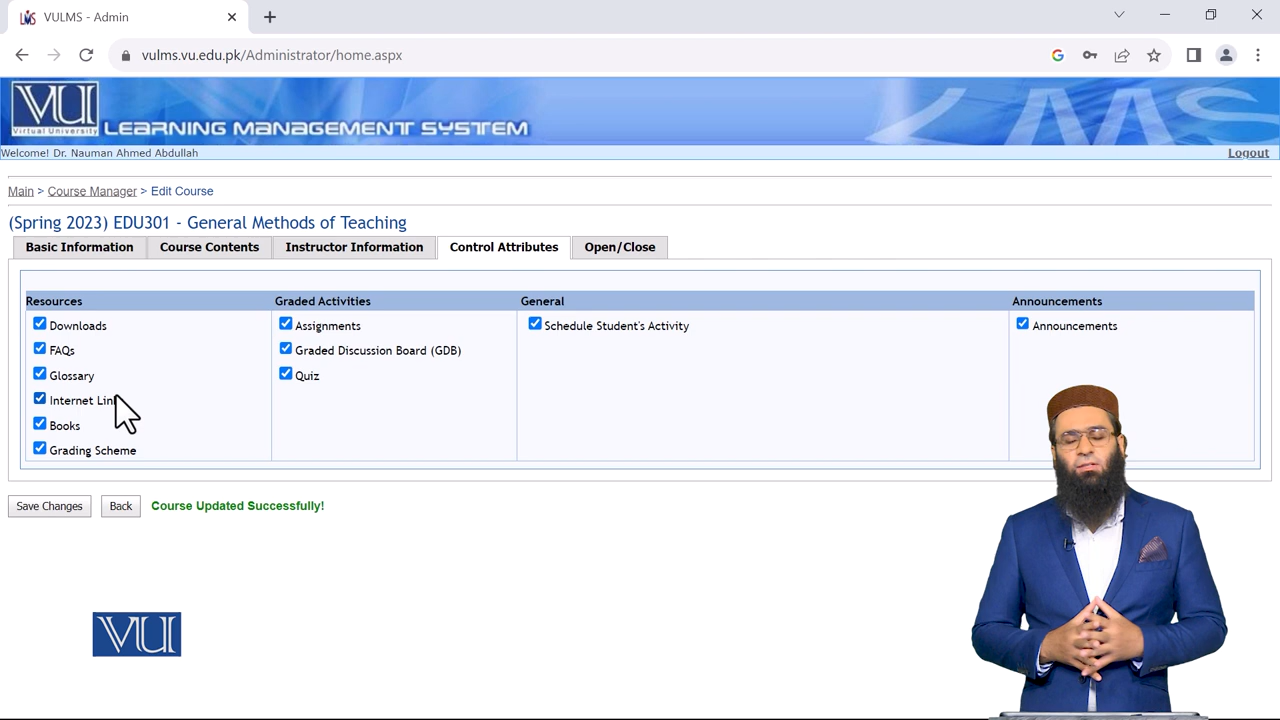 VULMS - Admin
vulms.vu.edu.pk/Administrator/home.aspx
VU
Virtual University
LEARNING MANAGEMENT SYSTEM
LMS
Welcome! Dr. Nauman Ahmed Abdullah
Logout
Main > Course Manager > Edit Course
(Spring 2023) EDU301 - General Methods of Teaching
Basic Information
Course Contents
Instructor Information
Control Attributes
Open/Close
Resources
Downloads
FAQs
Glossary
Internet
Books
Grading Scheme
Graded Activities
Assignments
Graded Discussion Board (GDB)
Quiz
General
Schedule Student's Activity
Announcements
Announcements
Save Changes
Back
Course Updated Successfully!
VU